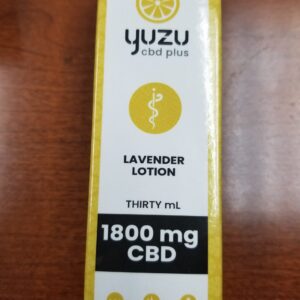 yuzu
cbd plus
LAVENDER
LOTION
THIRTY mL
1800 mg
CBD